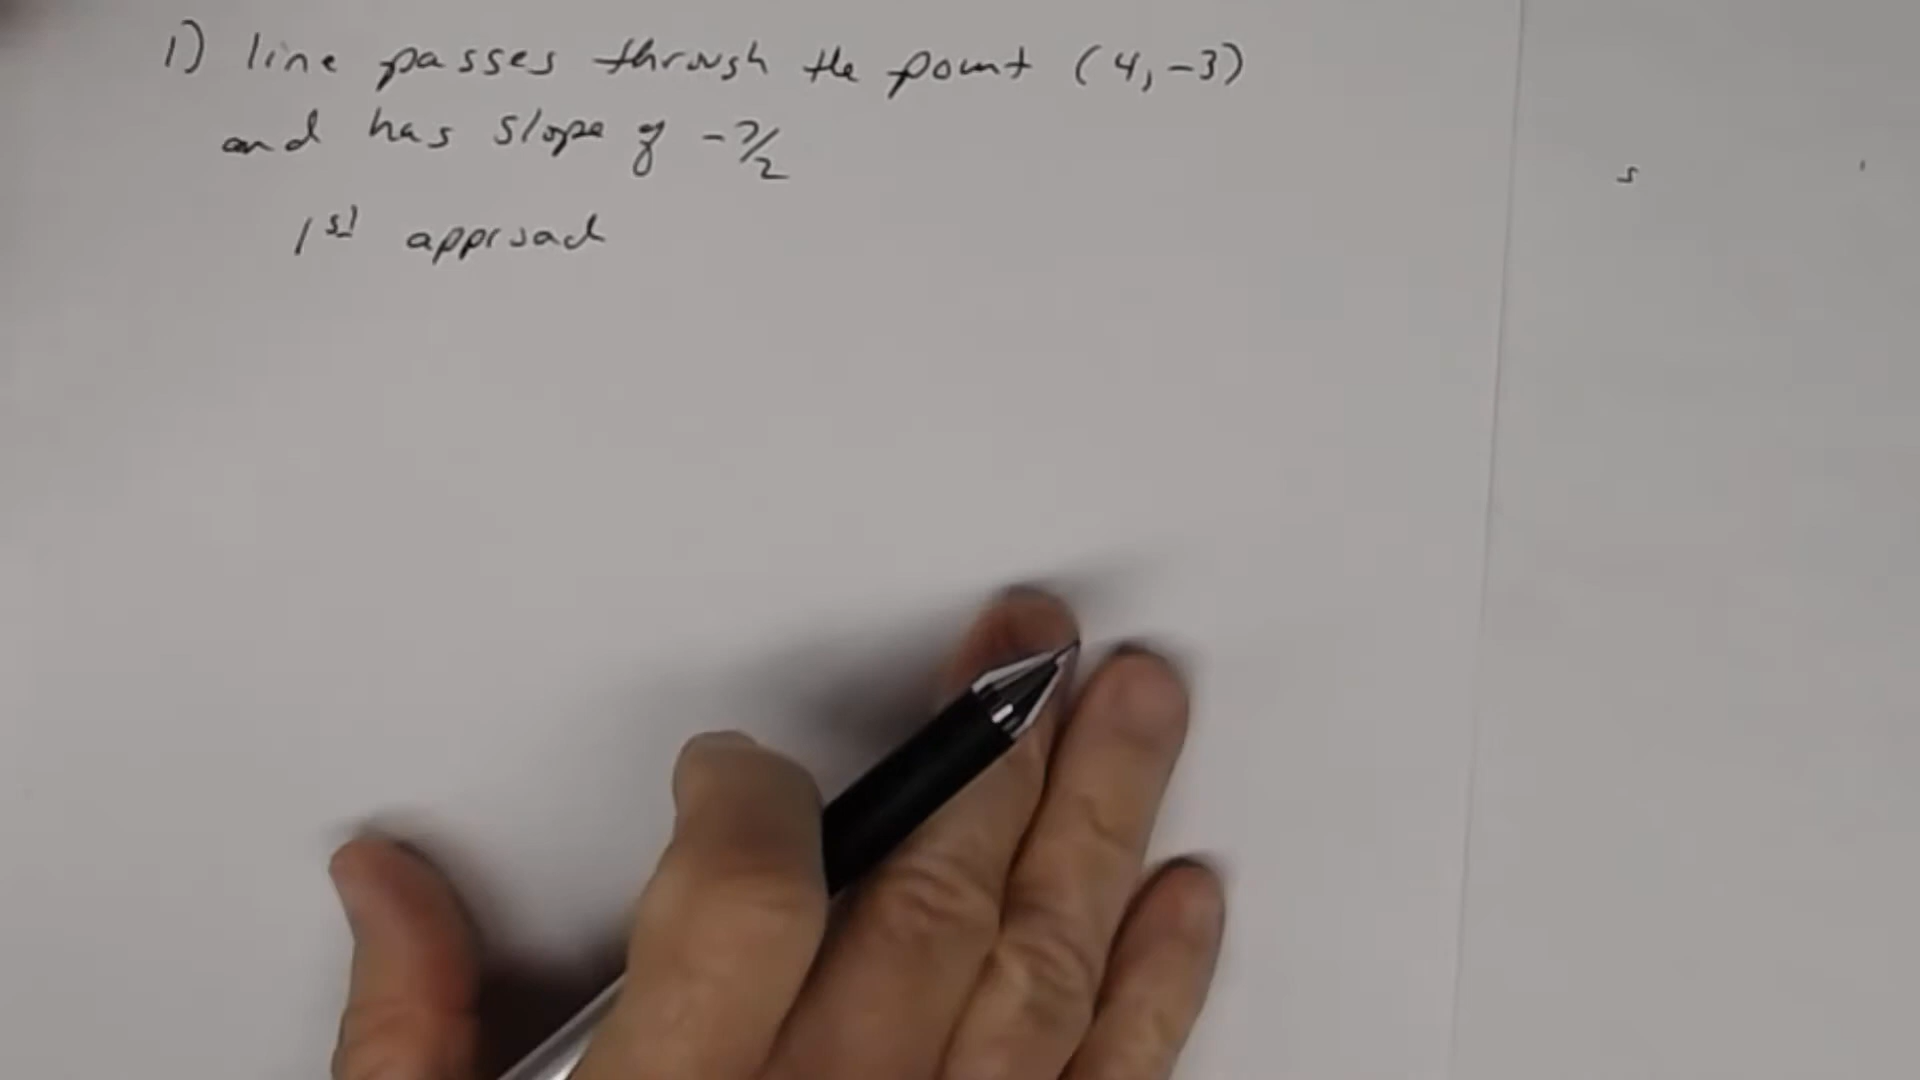 1) line passes through the point (4, -3)
and has slope of -7/2
1st approach
s